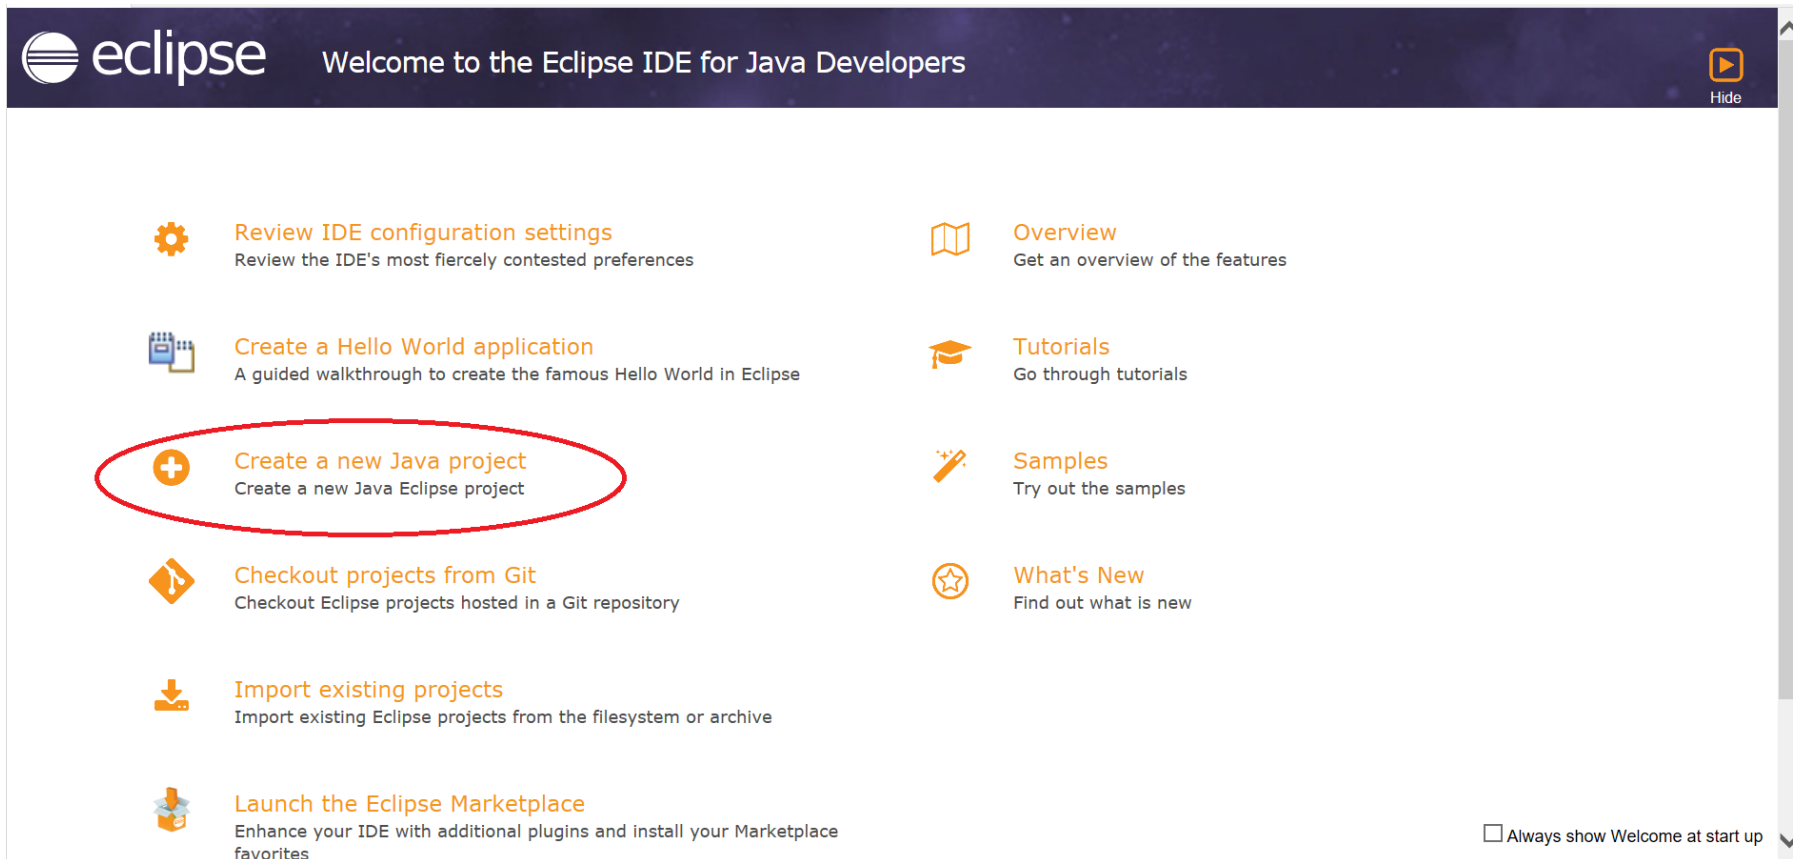 eclipse
Welcome to the Eclipse IDE for Java Developers
Hide
Review IDE configuration settings
Review the IDE's most fiercely contested preferences
Overview
Get an overview of the features
Create a Hello World application
A guided walkthrough to create the famous Hello World in Eclipse
Tutorials
Go through tutorials
Create a new Java project
Create a new Java Eclipse project
Samples
Try out the samples
Checkout projects from Git
Checkout Eclipse projects hosted in a Git repository
What's New
Find out what is new
Import existing projects
Import existing Eclipse projects from the filesystem or archive
Launch the Eclipse Marketplace
Enhance your IDE with additional plugins and install your Marketplace
favorites
Always show Welcome at start up